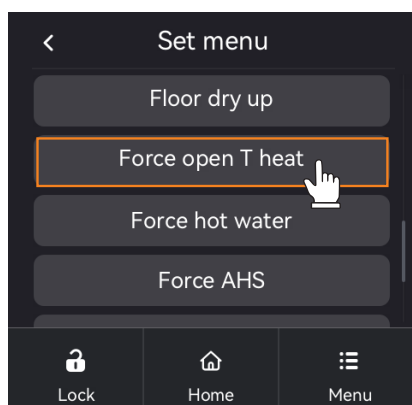 Set menu
Floor dry up
Force open T heat
Force hot water
Force AHS
Lock
Home
Menu